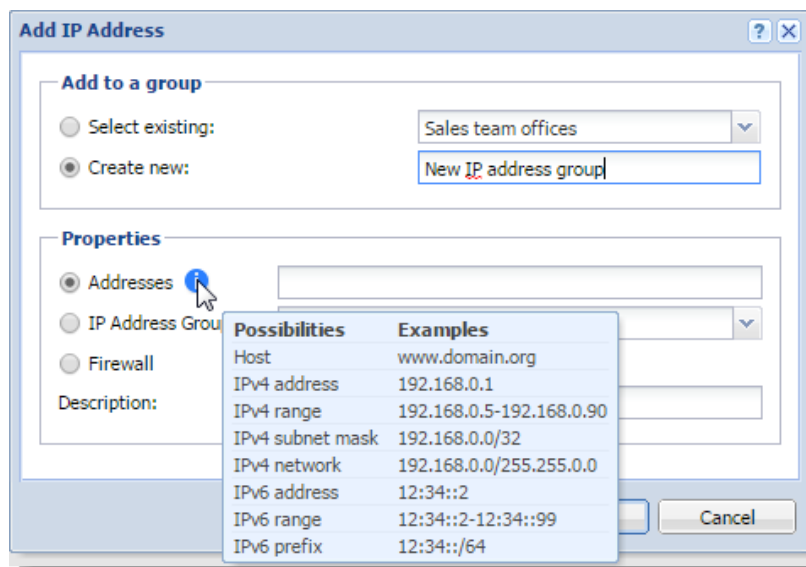 Add IP Address
Add to a group
Select existing: Sales team offices
Create new: New IP address group
Properties
Addresses
IP Address Grou
Firewall
Description:
Possibilities Examples
Host www.domain.org
IPv4 address 192.168.0.1
IPv4 range 192.168.0.5-192.168.0.90
IPv4 subnet mask 192.168.0.0/32
IPv4 network 192.168.0.0/255.255.0.0
IPv6 address 12:34::2
IPv6 range 12:34::2-12:34::99
IPv6 prefix 12:34::/64
Cancel